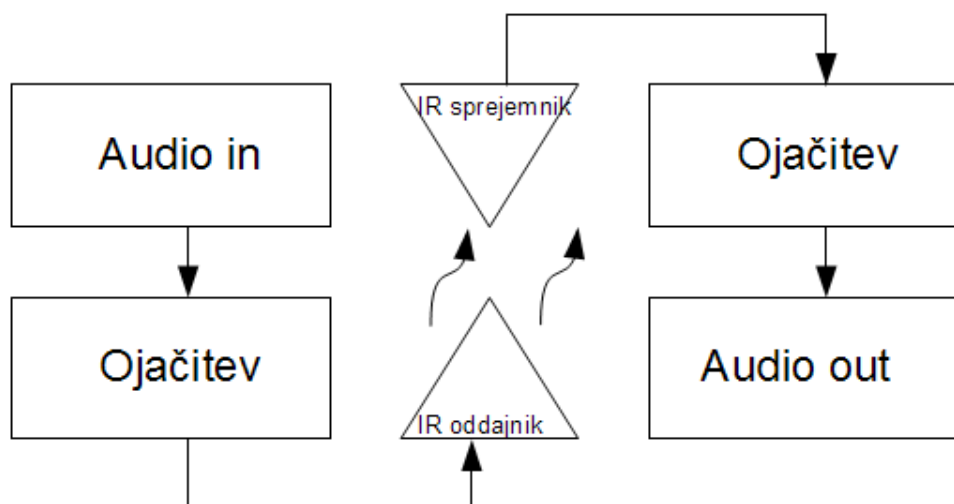 Audio in
Ojačitev
IR sprejemnik
IR oddajnik
Ojačitev
Audio out